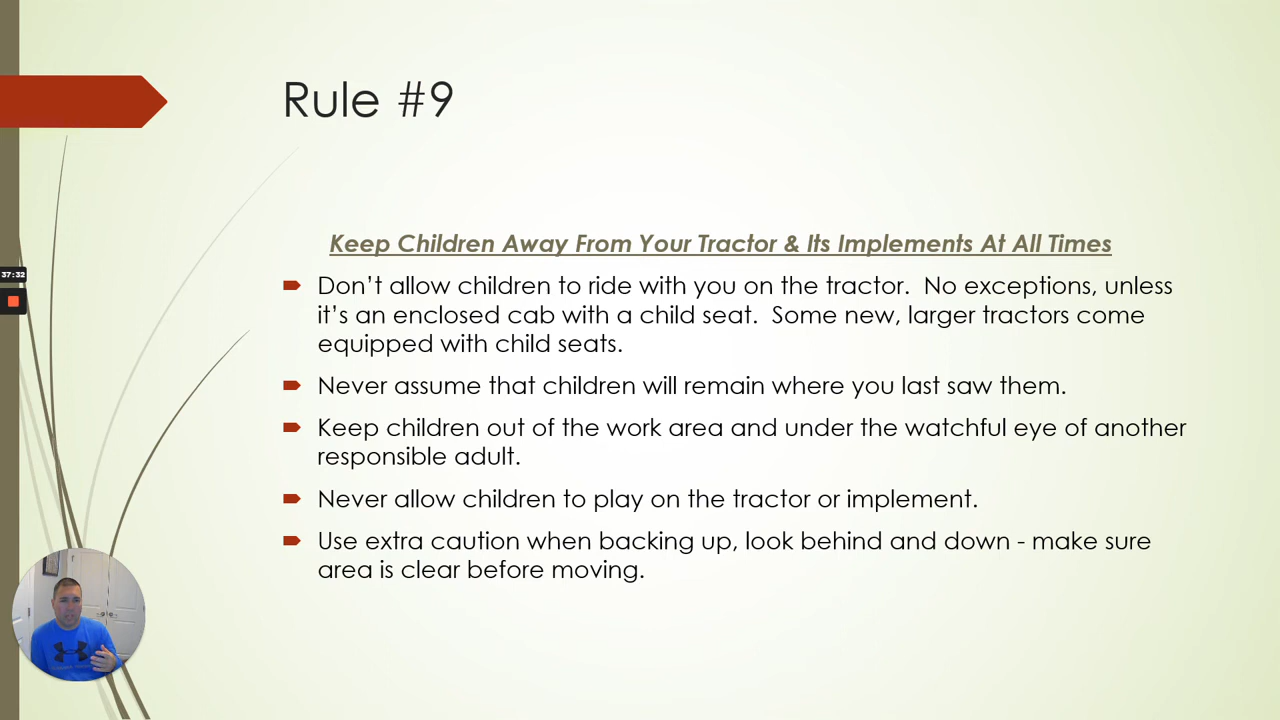 Rule #9
Keep Children Away From Your Tractor & Its Implements At All Times
Don’t allow children to ride with you on the tractor.  No exceptions, unless
it’s an enclosed cab with a child seat.  Some new, larger tractors come
equipped with child seats.
Never assume that children will remain where you last saw them.
37:32
Keep children out of the work area and under the watchful eye of another
responsible adult.
Never allow children to play on the tractor or implement.
Use extra caution when backing up, look behind and down - make sure
area is clear before moving.